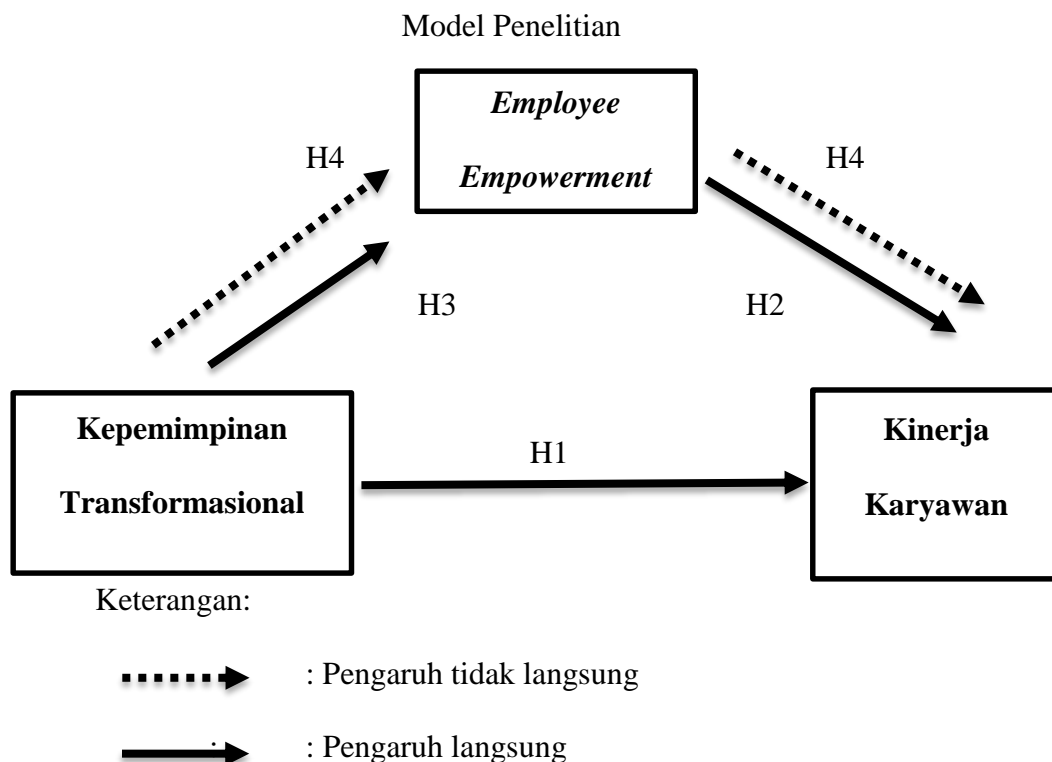 Model Penelitian
Employee
Empowerment
H4
H4
H3
H2
Kepemimpinan
Transformasional
H1
Kinerja
Karyawan
Keterangan:
: Pengaruh tidak langsung
: : Pengaruh langsung